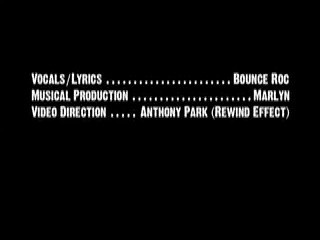 VOCALS/LYRICS ....................... BOUNCE ROC
MUSICAL PRODUCTION ...................... MARLYN
VIDEO DIRECTION ..... ANTHONY PARK (REWIND EFFECT)